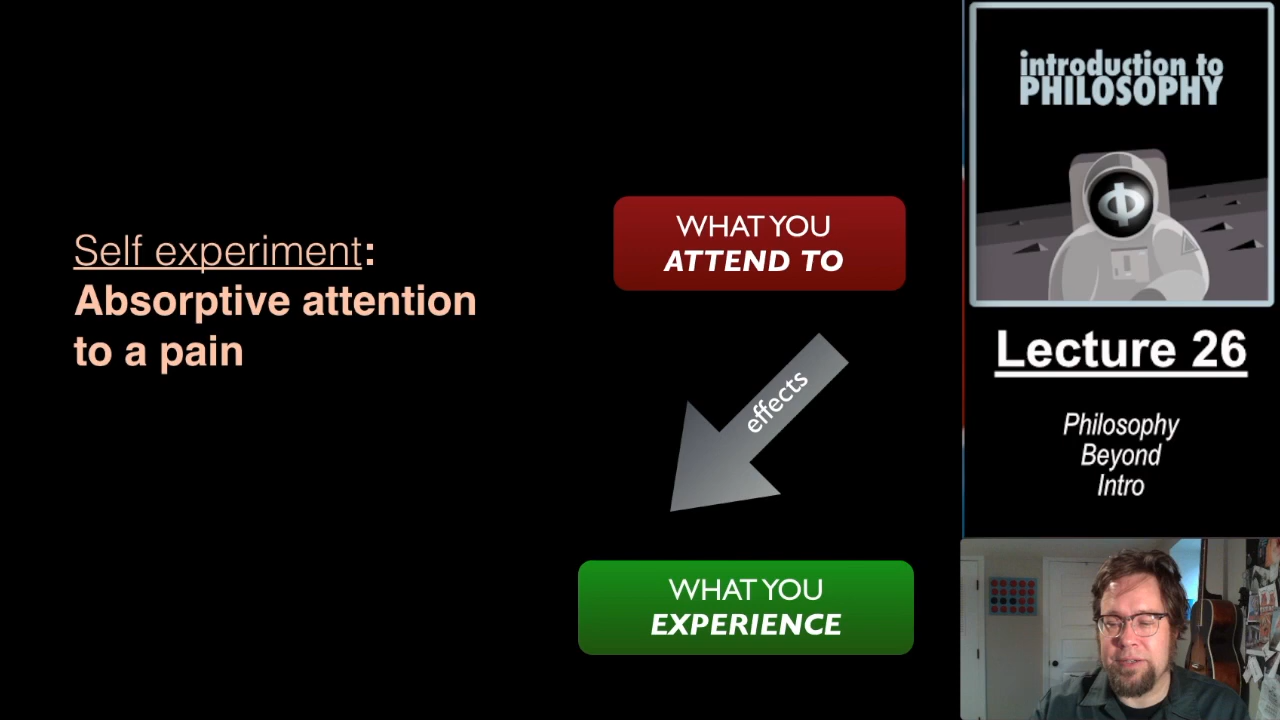 Self experiment:
Absorptive attention
to a pain
WHAT YOU
ATTEND TO
effects
WHAT YOU
EXPERIENCE
introduction to
PHILOSOPHY
Φ
Lecture 26
Philosophy
Beyond
Intro